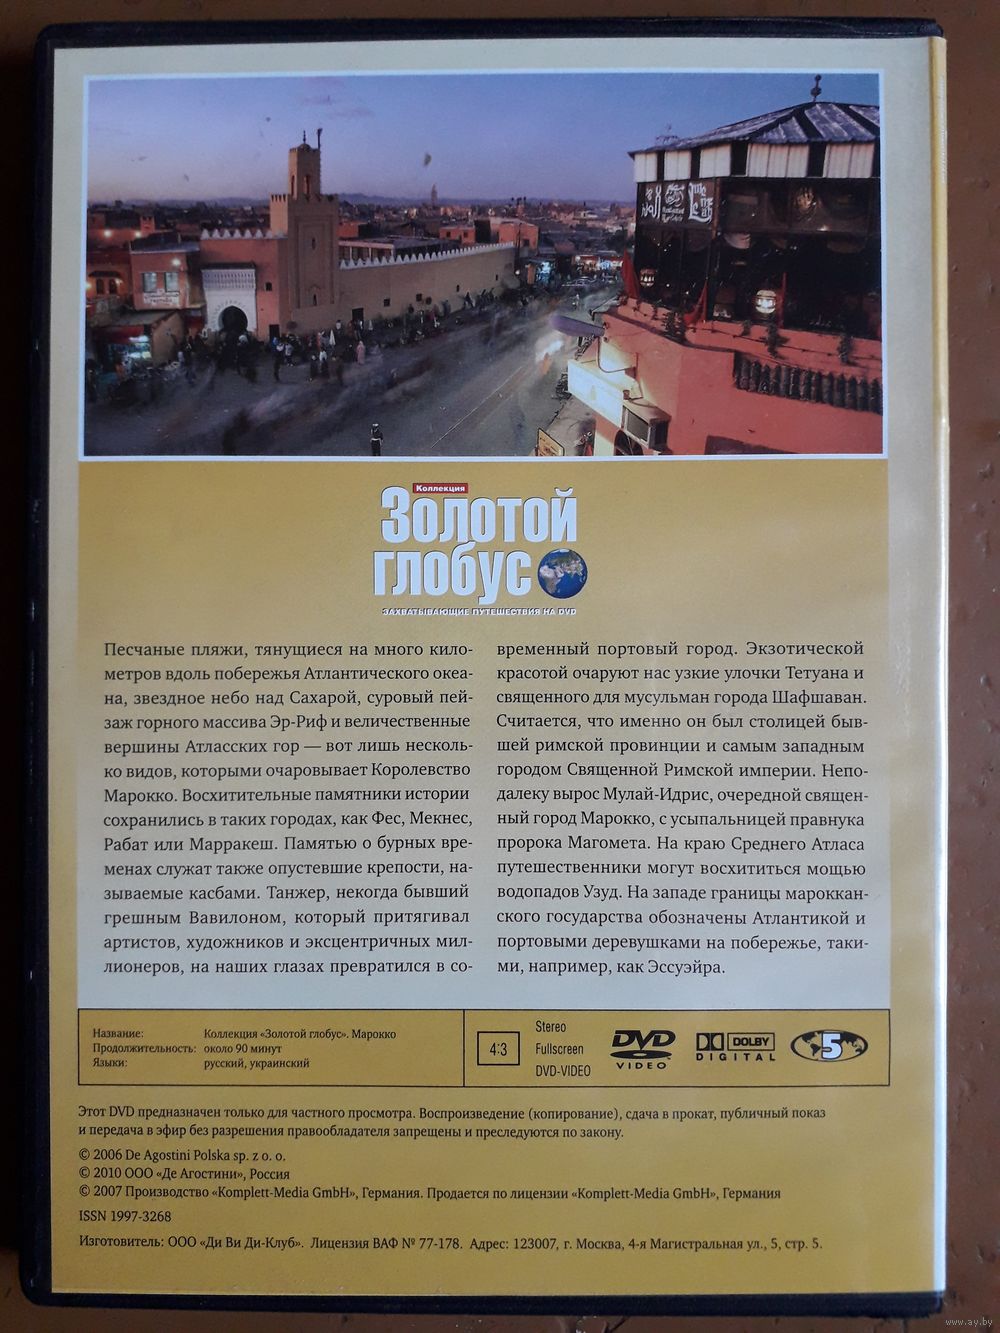 Коллекция
Золотой
глобус
ЗАХВАТЫВАЮЩИЕ ПУТЕШЕСТВИЯ НА DVD
Песчаные пляжи, тянущиеся на много кило-
метров вдоль побережья Атлантического океа-
на, звездное небо над Сахарой, суровый пей-
заж горного массива Эр-Риф и величественные
вершины Атласских гор — вот лишь несколь-
ко видов, которыми очаровывает Королевство
Марокко. Восхитительные памятники истории
сохранились в таких городах, как Фес, Мекнес,
Рабат или Марракеш. Памятью о бурных вре-
менах служат также опустевшие крепости, на-
зываемые касбами. Танжер, некогда бывший
грешным Вавилоном, который притягивал
артистов, художников и эксцентричных мил-
лионеров, на наших глазах превратился в со-
временный портовый город. Экзотической
красотой очаруют нас узкие улочки Тетуана и
священного для мусульман города Шафшаван.
Считается, что именно он был столицей быв-
шей римской провинции и самым западным
городом Священной Римской империи. Непо-
далеку вырос Мулай-Идрис, очередной священ-
ный город Марокко, с усыпальницей правнука
пророка Магомета. На краю Среднего Атласа
путешественники могут восхититься мощью
водопадов Узуд. На западе границы мароккан-
ского государства обозначены Атлантикой и
портовыми деревушками на побережье, таки-
ми, например, как Эссуэйра.
Название: Коллекция «Золотой глобус». Марокко
Продолжительность: около 90 минут
Языки: русский, украинский
4:3
Stereo
Fullscreen
DVD-VIDEO
DVD
VIDEO
DOLBY
DIGITAL
5
Этот DVD предназначен только для частного просмотра. Воспроизведение (копирование), сдача в прокат, публичный показ
и передача в эфир без разрешения правообладателя запрещены и преследуются по закону.
© 2006 De Agostini Polska sp. z o. o.
© 2010 ООО «Де Агостини», Россия
© 2007 Производство «Komplett-Media GmbH», Германия. Продается по лицензии «Komplett-Media GmbH», Германия
ISSN 1997-3268
Изготовитель: ООО «Ди Ви Ди-Клуб». Лицензия ВАФ № 77-178. Адрес: 123007, г. Москва, 4-я Магистральная ул., 5, стр. 5.
www.ay.by